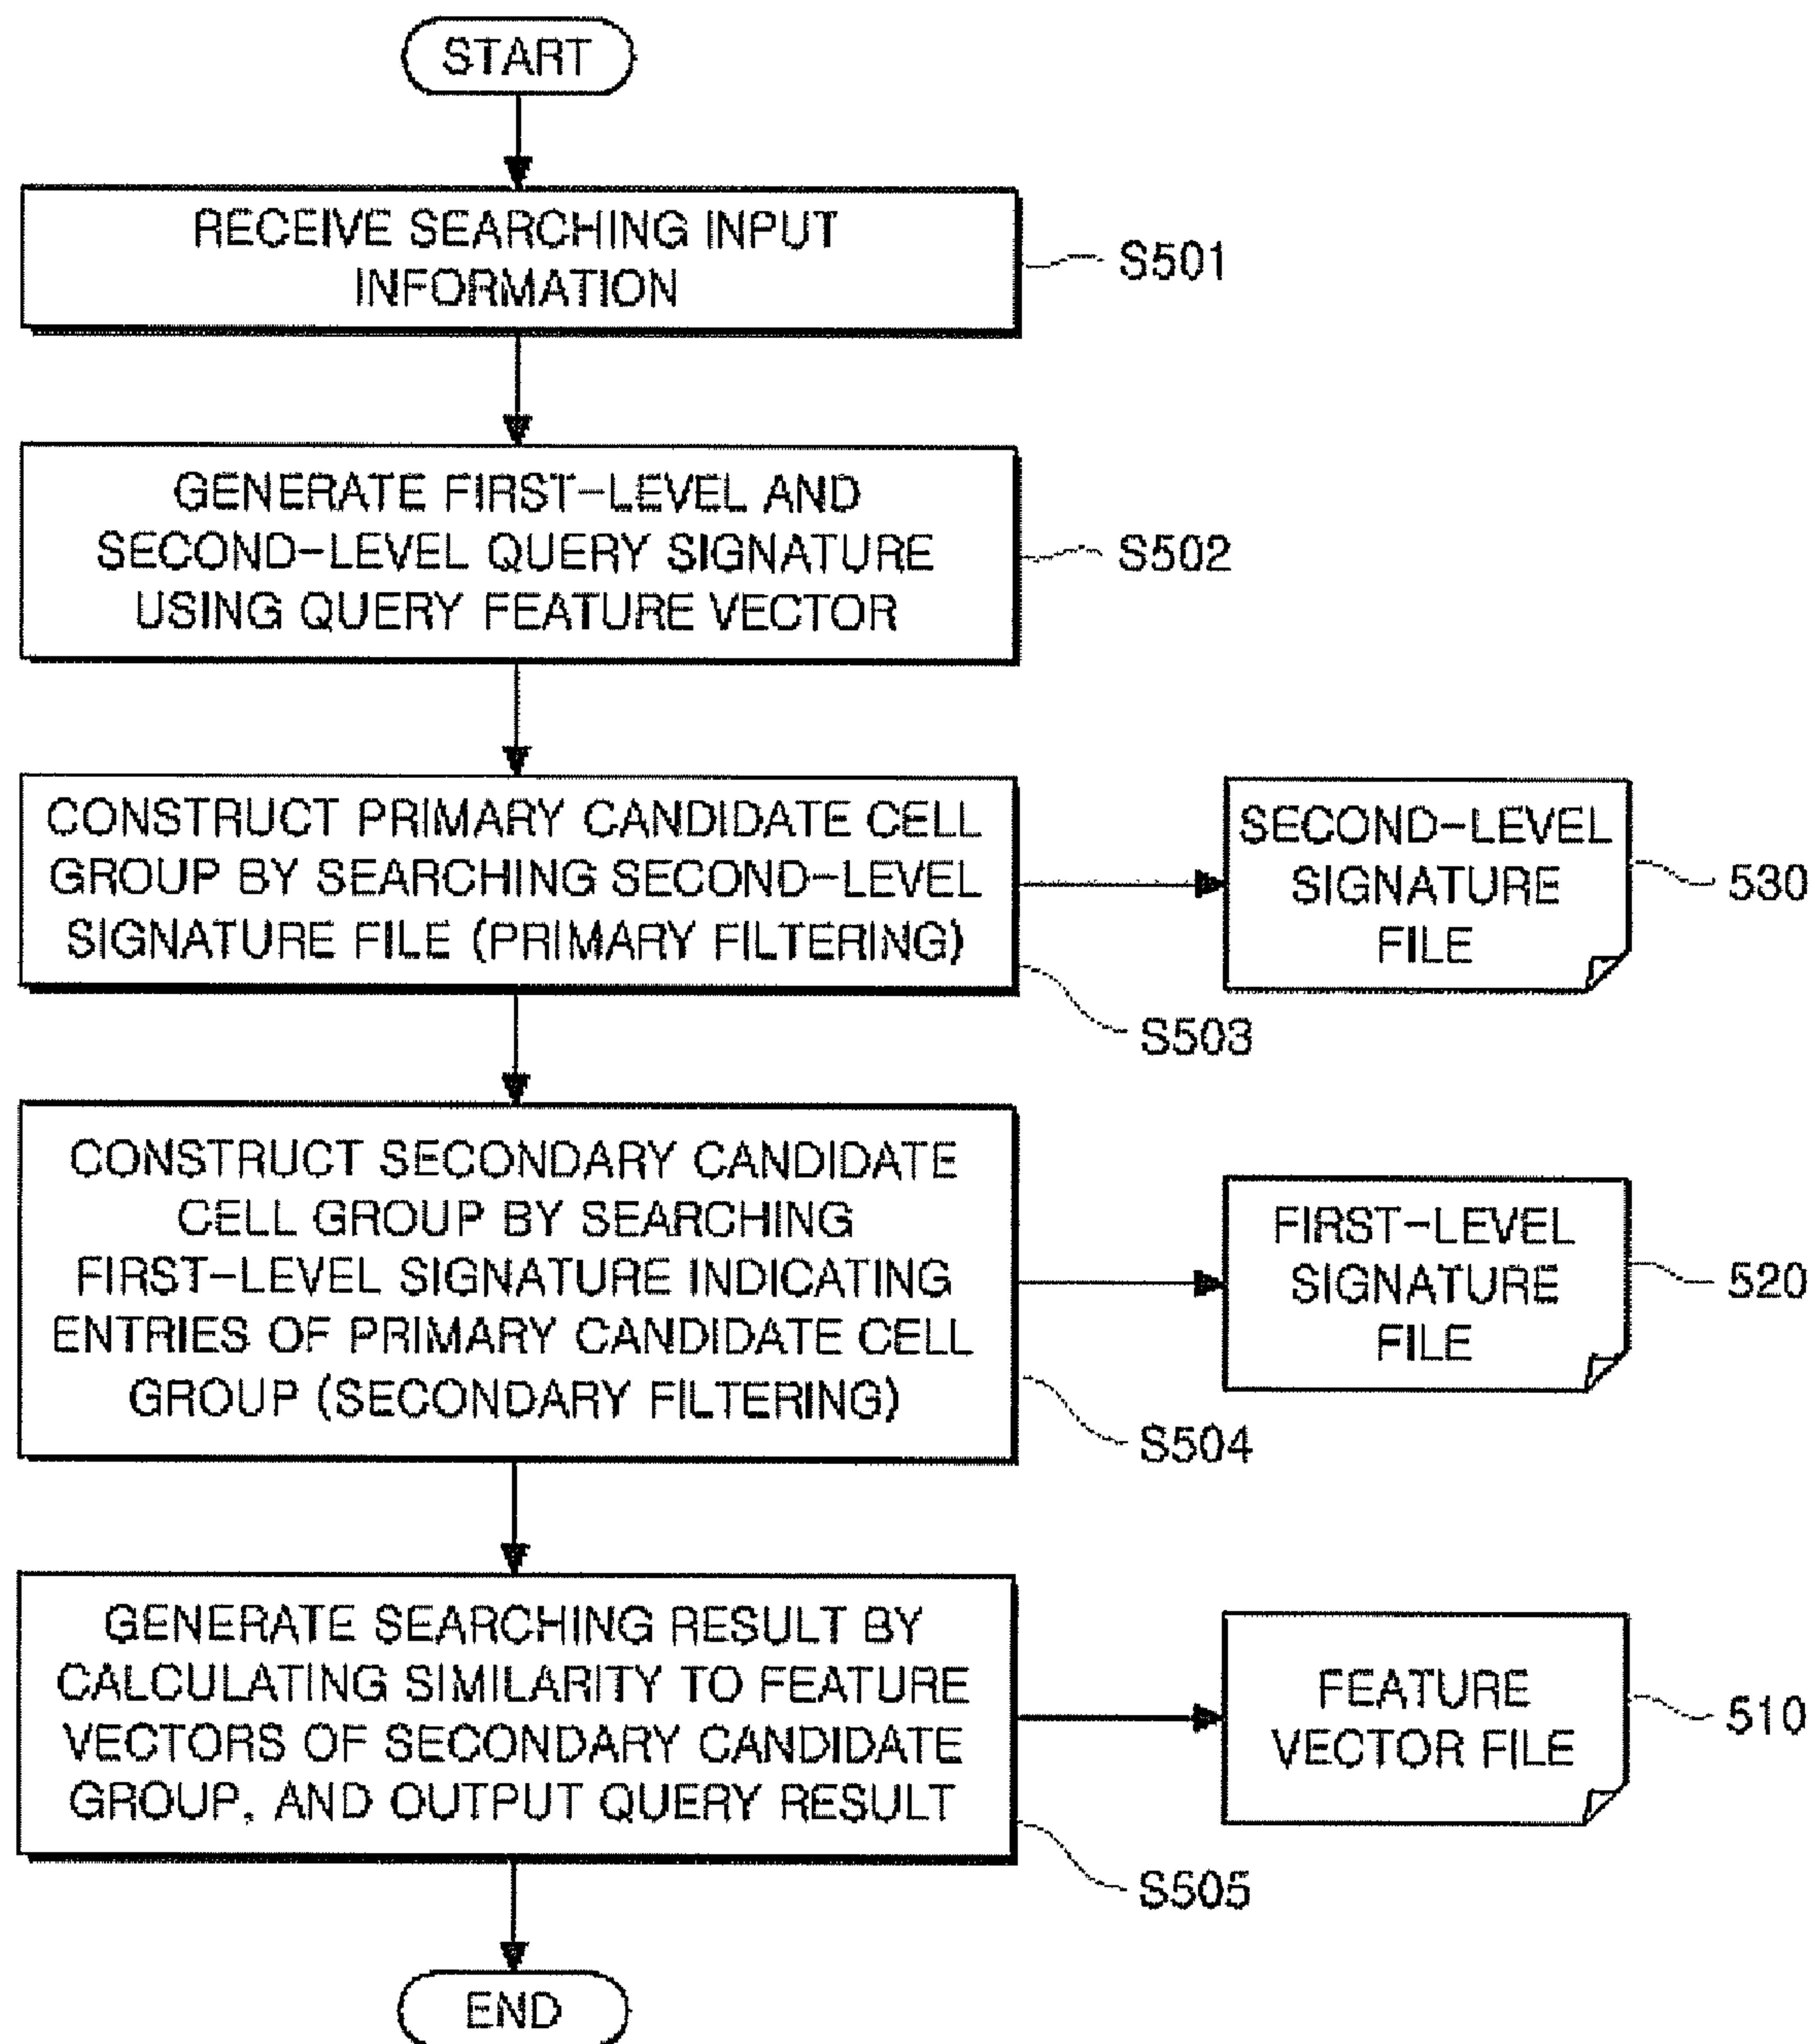 START
RECEIVE SEARCHING INPUT
INFORMATION
S501
GENERATE FIRST-LEVEL AND
SECOND-LEVEL QUERY SIGNATURE
USING QUERY FEATURE VECTOR
S502
CONSTRUCT PRIMARY CANDIDATE CELL
GROUP BY SEARCHING SECOND-LEVEL
SIGNATURE FILE (PRIMARY FILTERING)
S503
SECOND-LEVEL
SIGNATURE
FILE
530
CONSTRUCT SECONDARY CANDIDATE
CELL GROUP BY SEARCHING
FIRST-LEVEL SIGNATURE INDICATING
ENTRIES OF PRIMARY CANDIDATE CELL
GROUP (SECONDARY FILTERING)
S504
FIRST-LEVEL
SIGNATURE
FILE
520
GENERATE SEARCHING RESULT BY
CALCULATING SIMILARITY TO FEATURE
VECTORS OF SECONDARY CANDIDATE
GROUP, AND OUTPUT QUERY RESULT
S505
FEATURE
VECTOR FILE
510
END